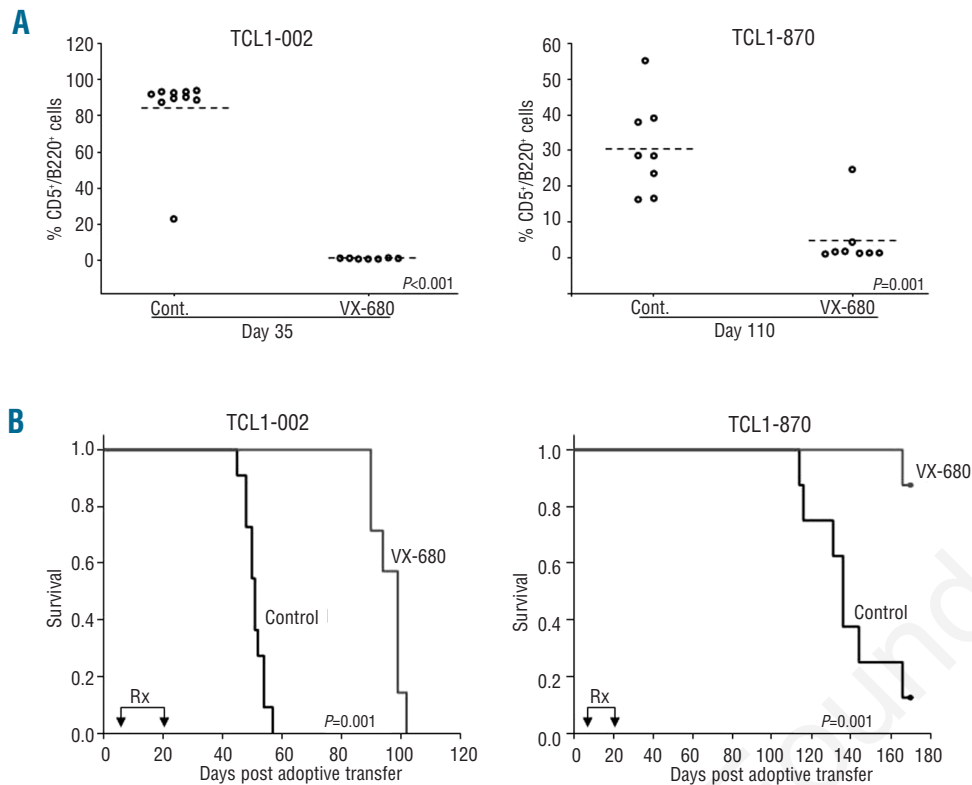 A
TCL1-002
% CD5+/B220+ cells
120
100
80
60
40
20
0
P<0.001
Cont.
VX-680
Day 35
TCL1-870
% CD5+/B220+ cells
60
50
40
30
20
10
0
P=0.001
Cont.
VX-680
Day 110
B
TCL1-002
Survival
1.0
0.8
0.6
0.4
0.2
0.0
VX-680
Control
Rx
P=0.001
0 20 40 60 80 100 120
Days post adoptive transfer
TCL1-870
Survival
1.0
0.8
0.6
0.4
0.2
0.0
VX-680
Control
Rx
P=0.001
0 20 40 60 80 100 120 140 160 180
Days post adoptive transfer